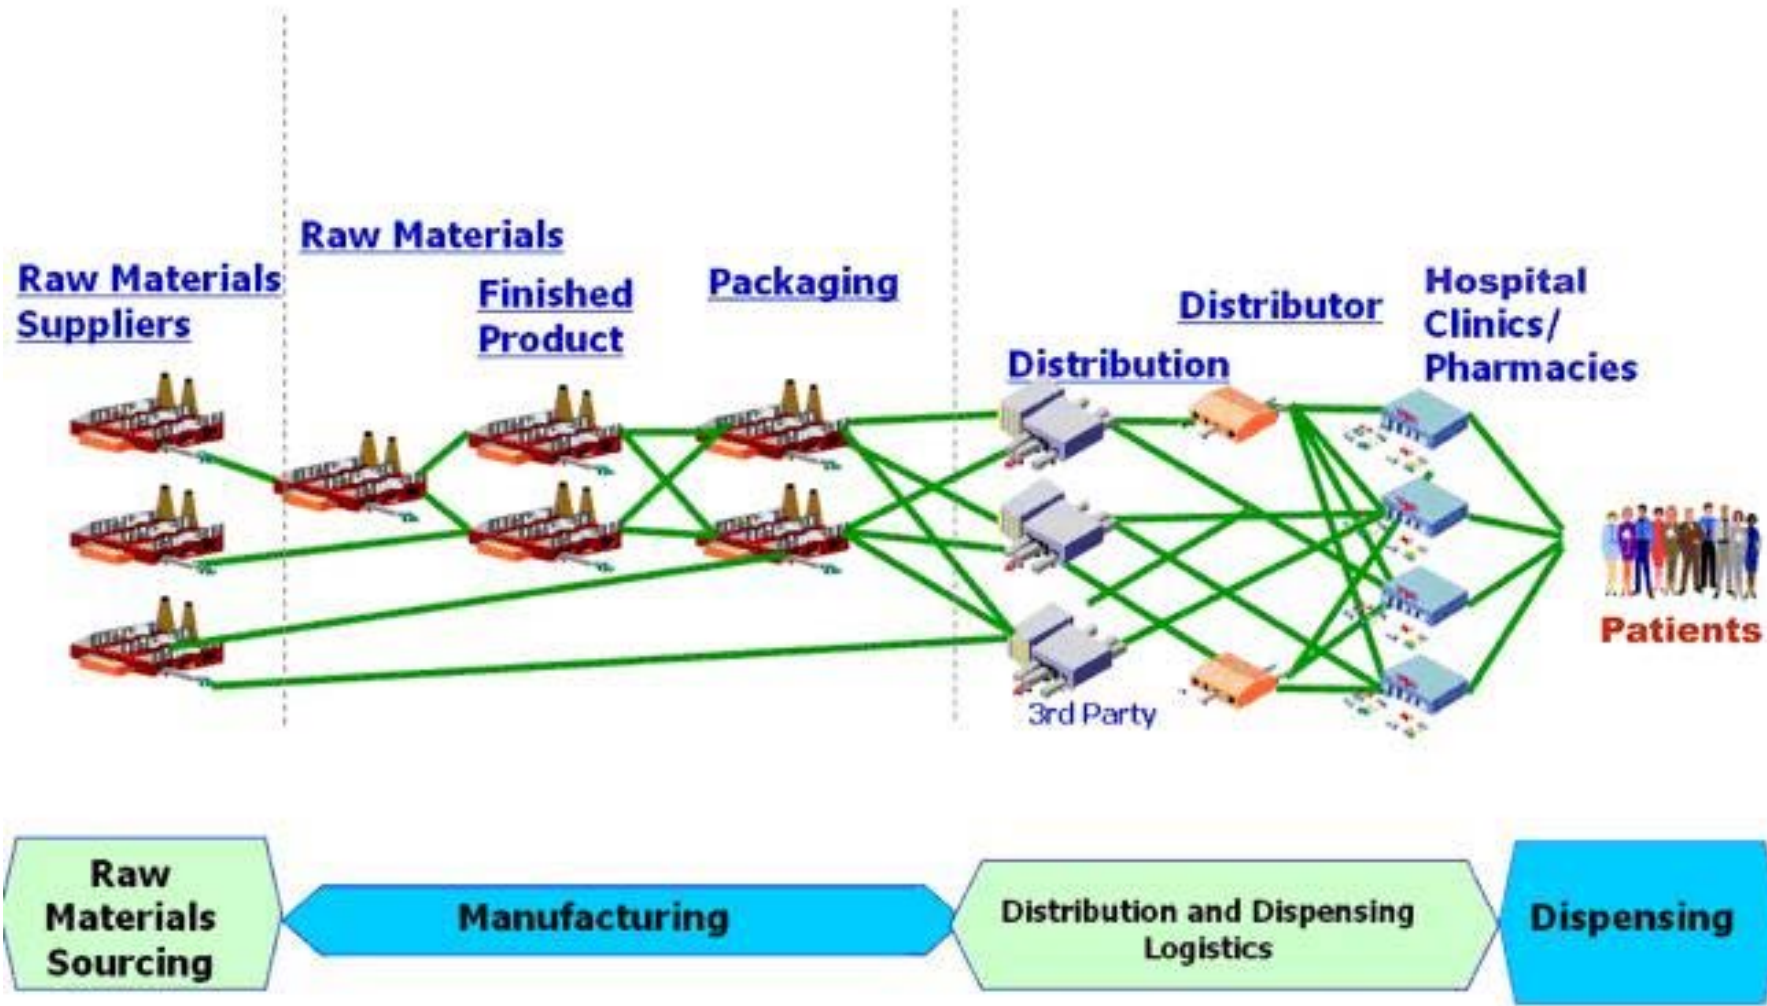 Raw Materials
Suppliers
Raw Materials
Finished
Product
Packaging
Distribution
Distributor
Hospital
Clinics/
Pharmacies
3rd Party
Patients
Raw
Materials
Sourcing
Manufacturing
Distribution and Dispensing
Logistics
Dispensing